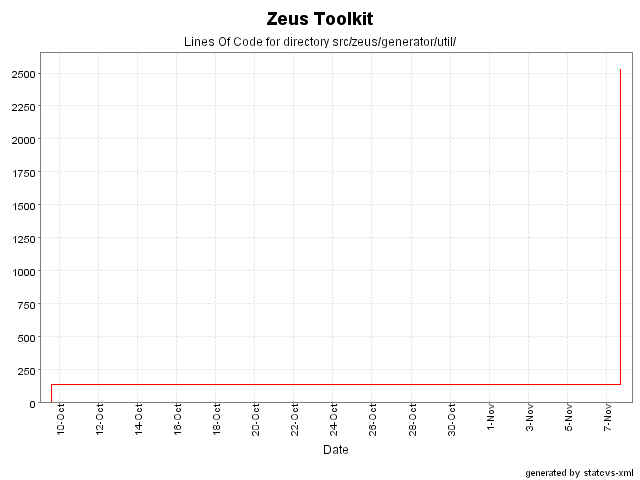 Zeus Toolkit
Lines Of Code for directory src/zeus/generator/util/
2500
2250
2000
1750
1500
1250
1000
750
500
250
0
10-Oct
12-Oct
14-Oct
16-Oct
18-Oct
20-Oct
22-Oct
24-Oct
26-Oct
28-Oct
30-Oct
1-Nov
3-Nov
5-Nov
7-Nov
Date
generated by statcvs-xml